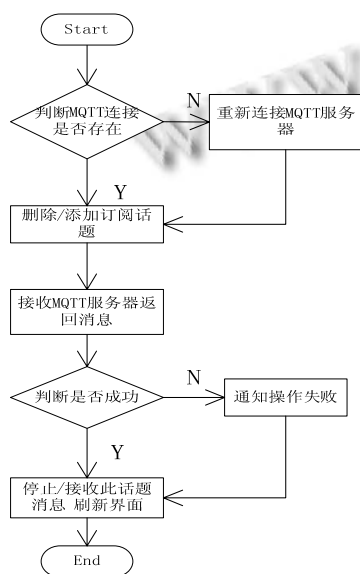 Start
判断MQTT连接
是否存在
N
重新连接MQTT服务
器
Y
删除/添加订阅话
题
接收MQTT服务器返
回消息
判断是否成功
N
通知操作失败
Y
停止/接收此话题
消息 刷新界面
End